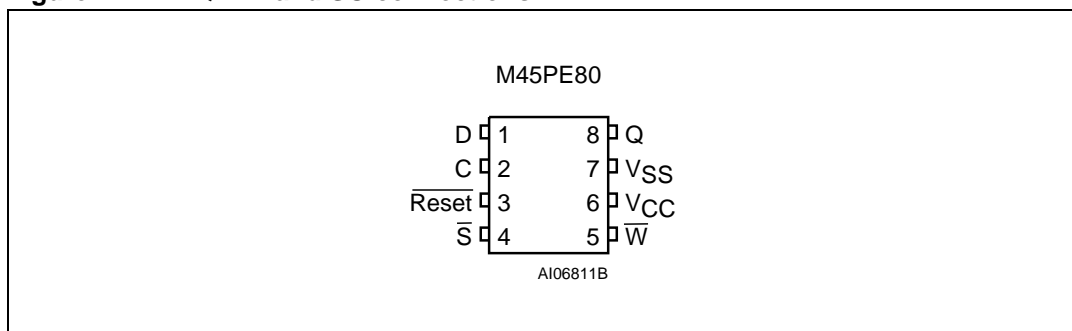 M45PE80
D 1 8 Q
C 2 7 VSS
Reset 3 6 VCC
S 4 5 W
AI06811B